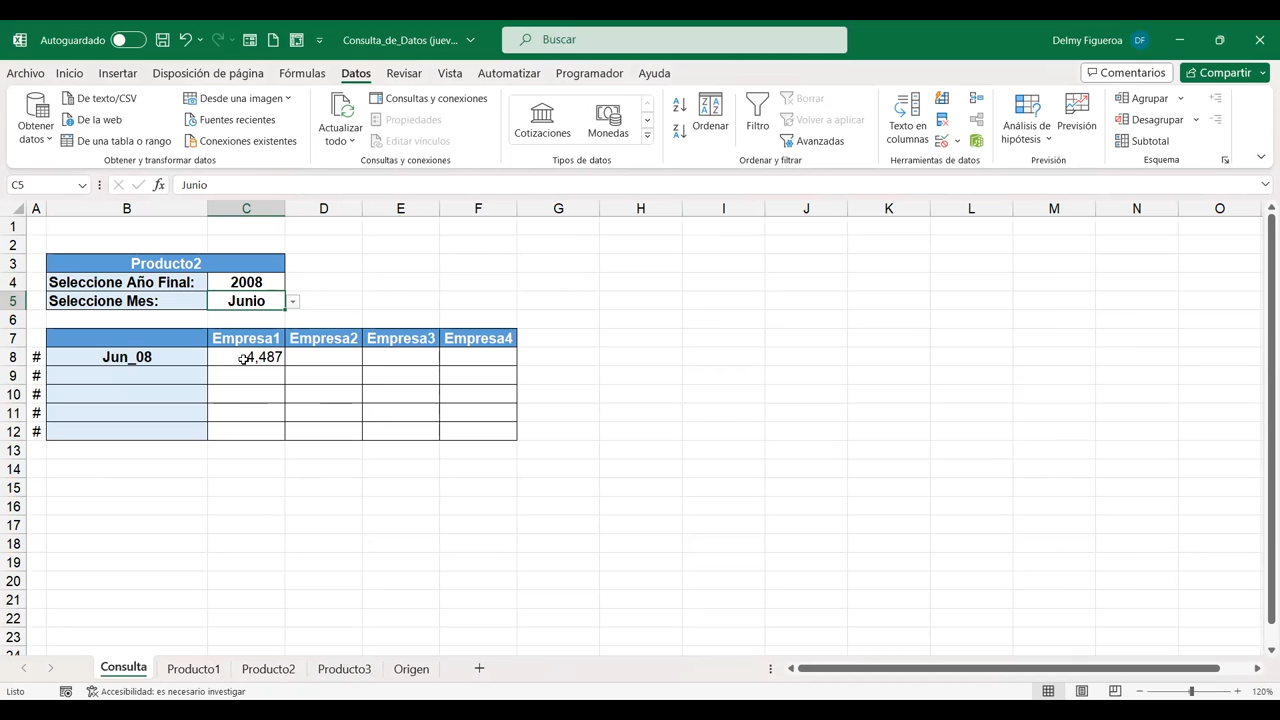 Autoguardado Consulta_de_Datos (juev... Buscar Delmy Figueroa DF
Archivo Inicio Insertar Disposición de página Fórmulas Datos Revisar Vista Automatizar Programador Ayuda Comentarios Compartir
Obtener datos
De texto/CSV
De la web
De una tabla o rango
Desde una imagen
Fuentes recientes
Conexiones existentes
Obtener y transformar datos
Actualizar todo
Consultas y conexiones
Propiedades
Editar vínculos
Consultas y conexiones
Cotizaciones Monedas
Tipos de datos
Ordenar
Filtro
Borrar
Volver a aplicar
Avanzadas
Ordenar y filtrar
Texto en columnas
Herramientas de datos
Análisis de hipótesis
Previsión
Previsión
Agrupar
Desagrupar
Subtotal
Esquema
C5 fx Junio
A B C D E F G H I J K L M N O
1
2
3 Producto2
4 Seleccione Año Final: 2008
5 Seleccione Mes: Junio
6
7 Empresa1 Empresa2 Empresa3 Empresa4
8 # Jun_08 4,487
9 #
10 #
11 #
12 #
13
14
15
16
17
18
19
20
21
22
23
24
Consulta Producto1 Producto2 Producto3 Origen
Listo Accesibilidad: es necesario investigar 120%